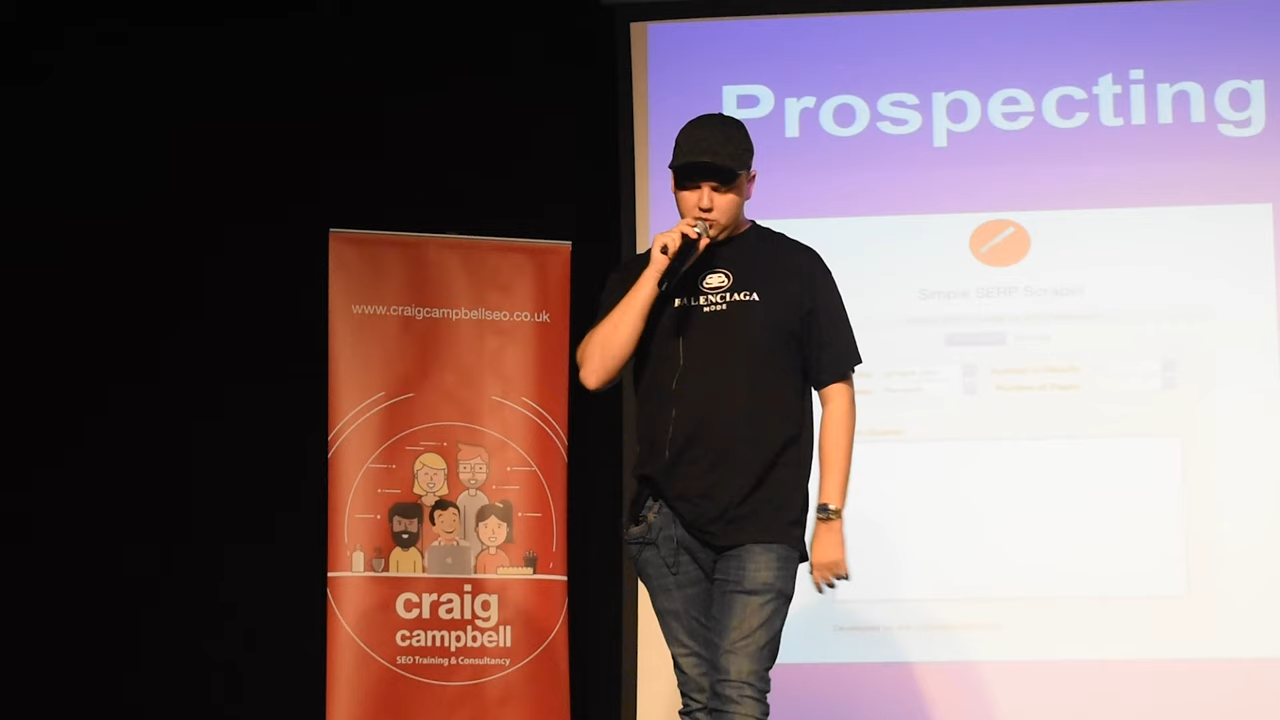 Prospecting
www.craigcampbellseo.co.uk
BALENCIAGA
MODE
Simple SERP Scraper
craig
campbell
SEO Training & Consultancy